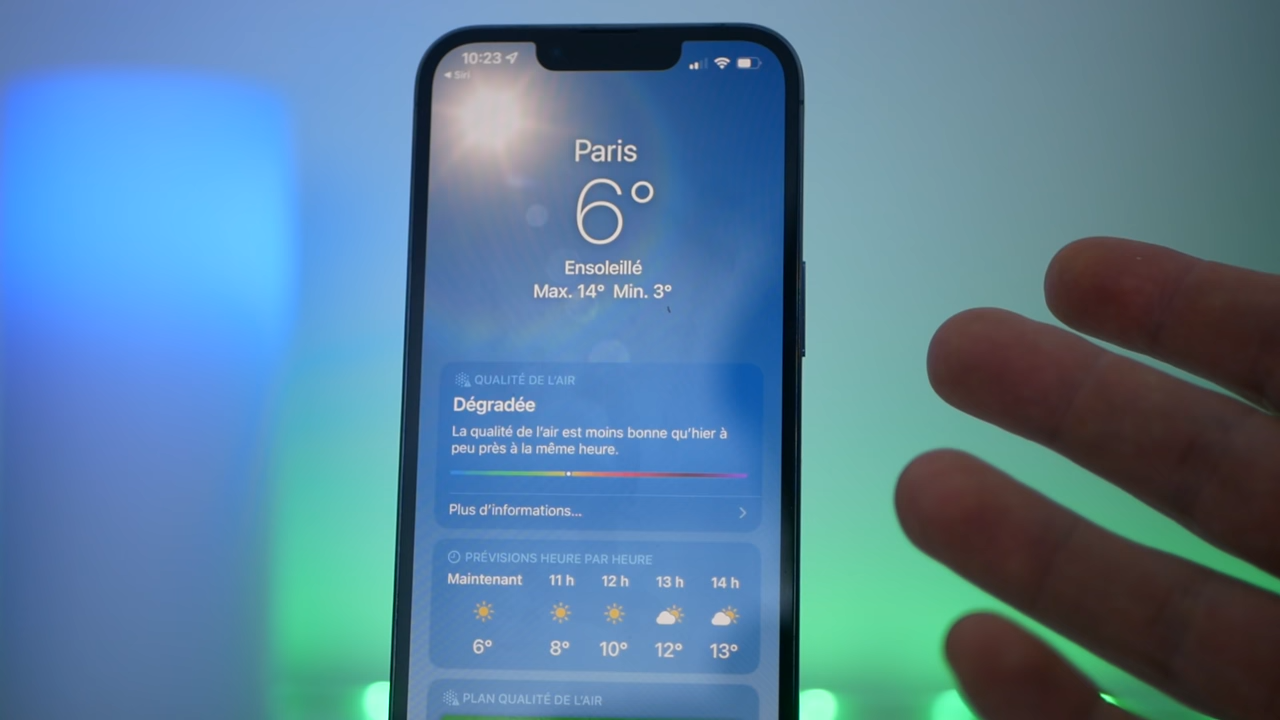 10:23
Siri
Paris
6°
Ensoleillé
Max. 14° Min. 3°
QUALITÉ DE L'AIR
Dégradée
La qualité de l'air est moins bonne qu'hier à
peu près à la même heure.
Plus d'informations...
PRÉVISIONS HEURE PAR HEURE
Maintenant 11 h 12 h 13 h 14 h
6° 8° 10° 12° 13°
PLAN QUALITÉ DE L'AIR